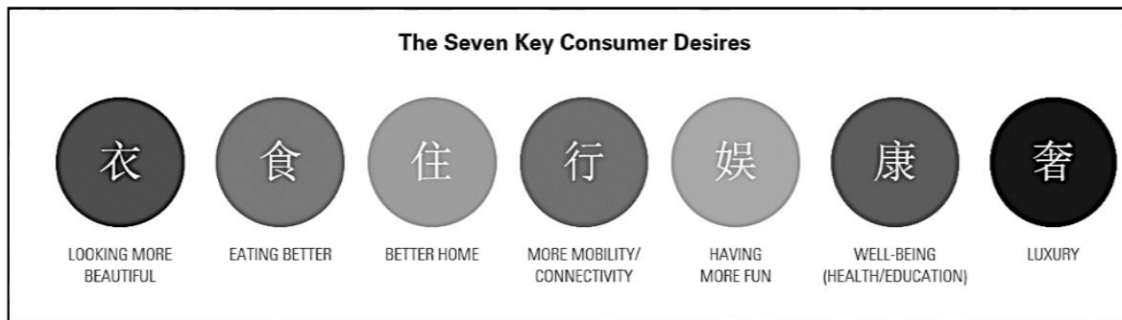 The Seven Key Consumer Desires
衣
食
住
行
娱
康
奢
LOOKING MORE
BEAUTIFUL
EATING BETTER
BETTER HOME
MORE MOBILITY/
CONNECTIVITY
HAVING
MORE FUN
WELL-BEING
(HEALTH/EDUCATION)
LUXURY